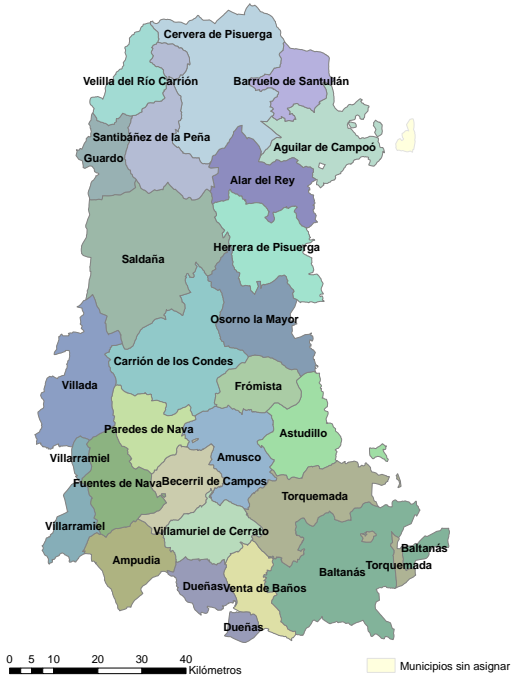 Cervera de Pisuerga
Velilla del Río Carrión
Barruelo de Santullán
Santibáñez de la Peña
Aguilar de Campoó
Guardo
Alar del Rey
Herrera de Pisuerga
Saldaña
Osorno la Mayor
Carrión de los Condes
Villada
Frómista
Paredes de Nava
Astudillo
Villarramiel
Amusco
Fuentes de Nava
Becerril de Campos
Torquemada
Villarramiel
Villamuriel de Cerrato
Baltanás
Ampudia
Torquemada
Baltanás
Dueñas
Venta de Baños
Dueñas
0 5 10 20 30 40
Kilómetros
Municipios sin asignar